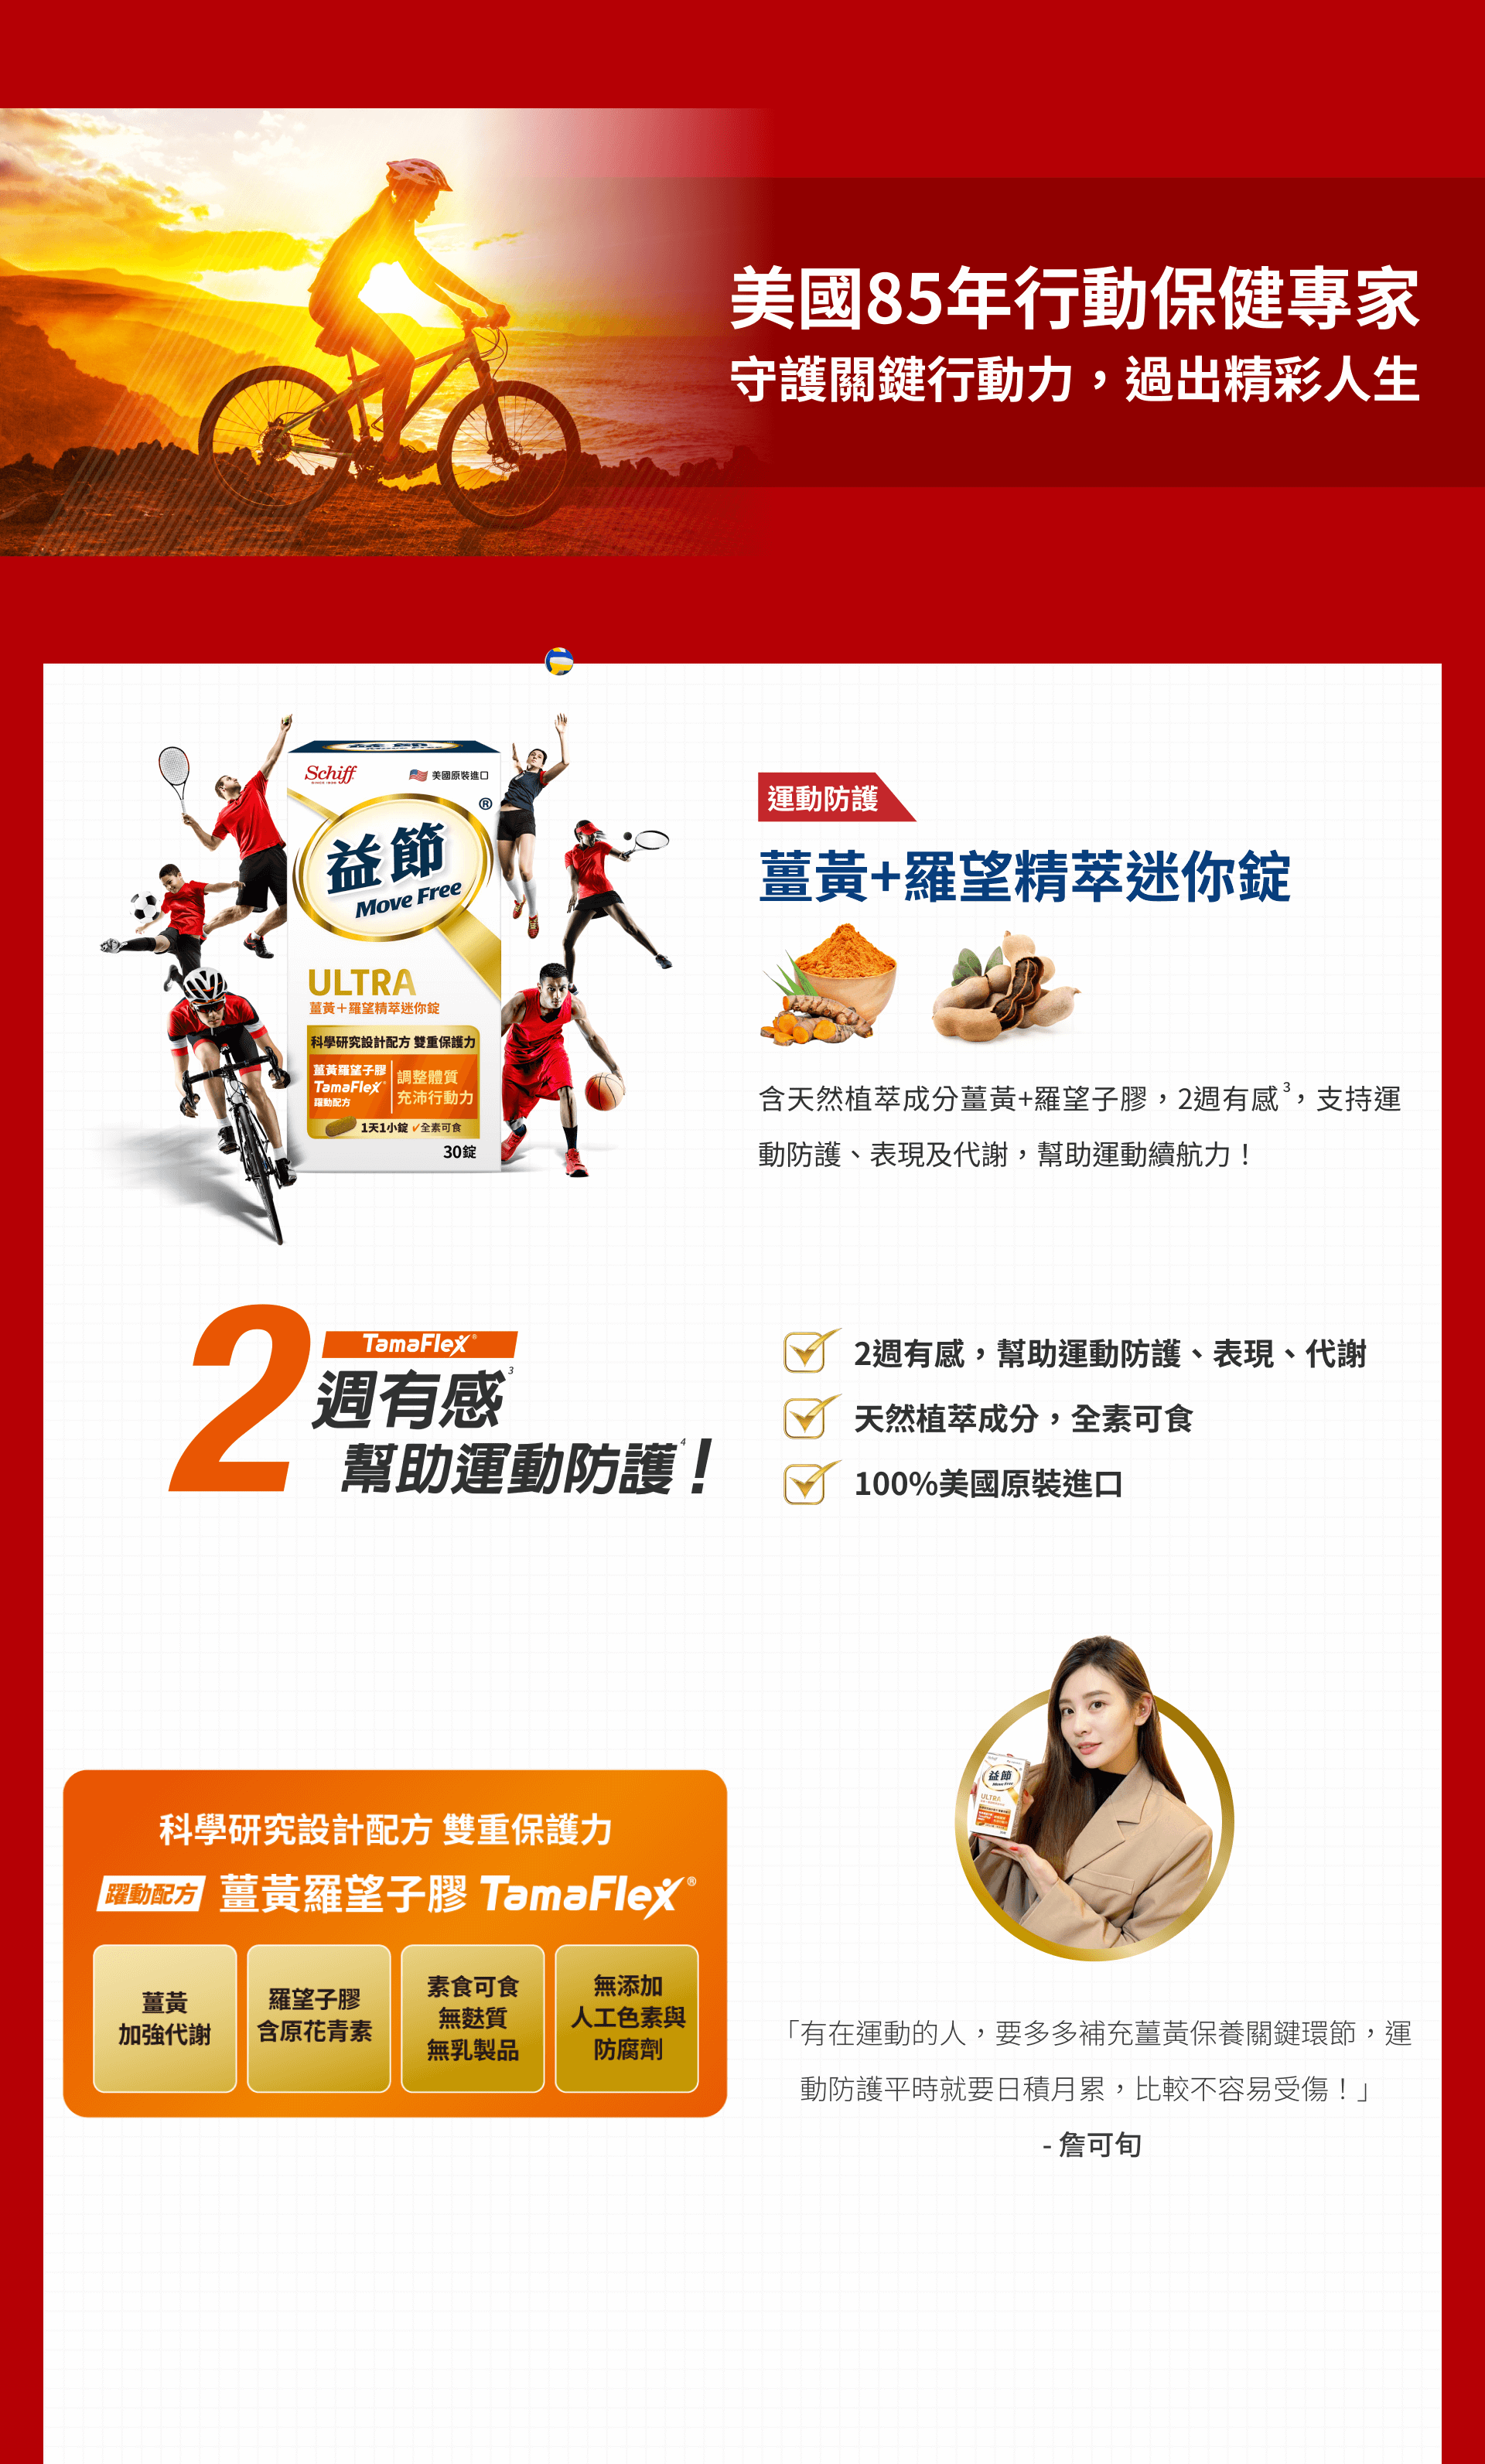 美國85年行動保健專家
守護關鍵行動力，過出精彩人生
益節
Move Free
Schiff
SINCE 1936
美國原裝進口
®
益節
Move Free
ULTRA
薑黃＋羅望精萃迷你錠
科學研究設計配方 雙重保護力
薑黃羅望子膠
TamaFlex®
躍動配方
調整體質
充沛行動力
1天1小錠 ✓全素可食
30錠
運動防護
薑黃+羅望精萃迷你錠
含天然植萃成分薑黃+羅望子膠，2週有感3，支持運
動防護、表現及代謝，幫助運動續航力！
TamaFlex®
2週有感3
幫助運動防護4！
2週有感，幫助運動防護、表現、代謝
天然植萃成分，全素可食
100%美國原裝進口
科學研究設計配方 雙重保護力
躍動配方 薑黃羅望子膠 TamaFlex®
薑黃
加強代謝
羅望子膠
含原花青素
素食可食
無麩質
無乳製品
無添加
人工色素與
防腐劑
益節
Move Free
ULTRA
「有在運動的人，要多多補充薑黃保養關鍵環節，運
動防護平時就要日積月累，比較不容易受傷！」
- 詹可旬